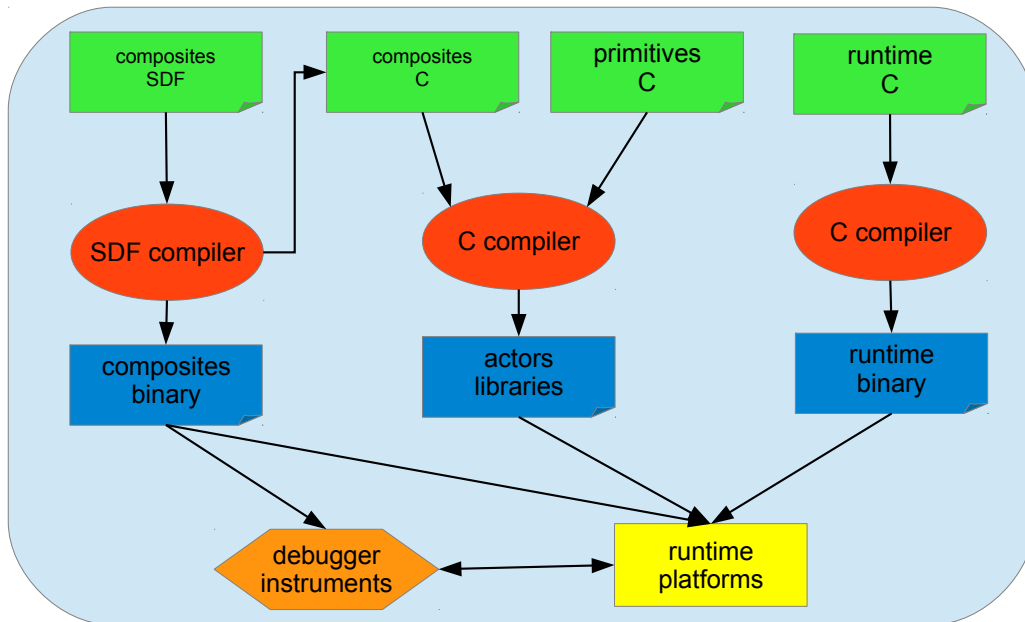 composites
SDF
composites
C
primitives
C
runtime
C
SDF compiler
C compiler
C compiler
composites
binary
actors
libraries
runtime
binary
debugger
instruments
runtime
platforms